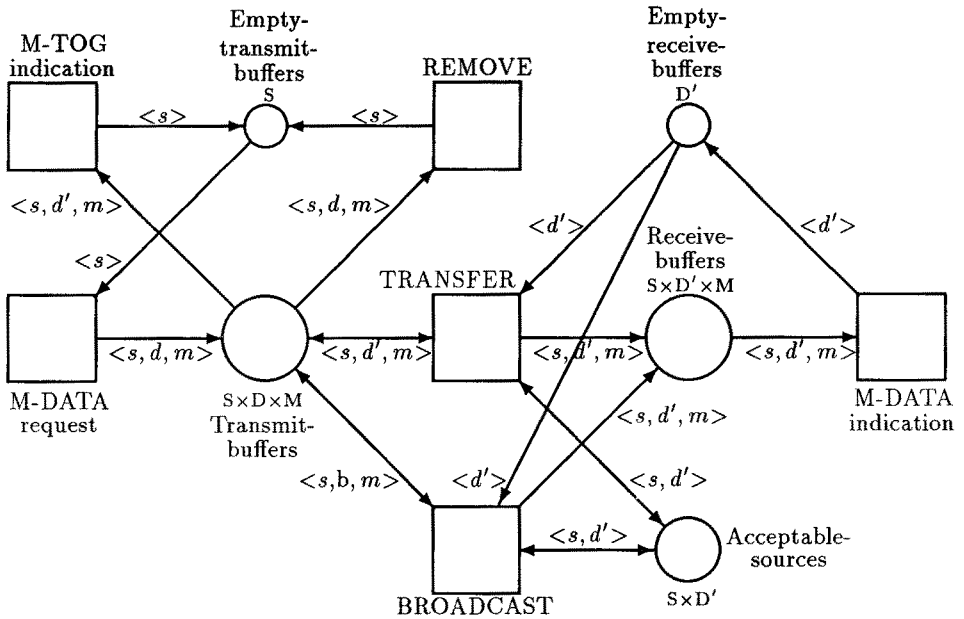 M-TOG
indication
Empty-
transmit-
buffers
S
REMOVE
Empty-
receive-
buffers
D′
<s>
<s>
<s, d′, m>
<s, d, m>
<s>
<d′>
<d′>
Receive-
buffers
S×D′×M
TRANSFER
<s, d, m>
<s, d′, m>
<s, d′, m>
<s, d′, m>
M-DATA
request
S×D×M
Transmit-
buffers
M-DATA
indication
<s, d′, m>
<s,b, m>
<d′>
<s, d′>
<s, d′>
Acceptable-
sources
S×D′
BROADCAST